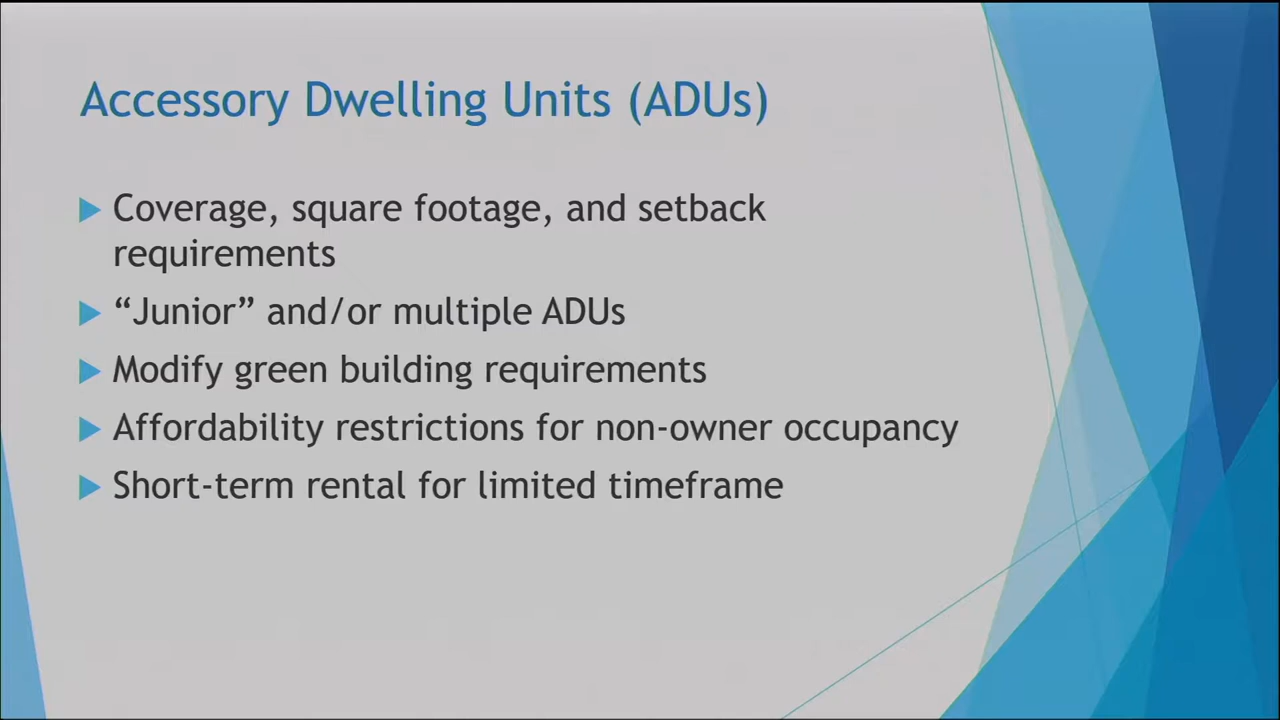 Accessory Dwelling Units (ADUs)
Coverage, square footage, and setback
requirements
“Junior” and/or multiple ADUs
Modify green building requirements
Affordability restrictions for non-owner occupancy
Short-term rental for limited timeframe